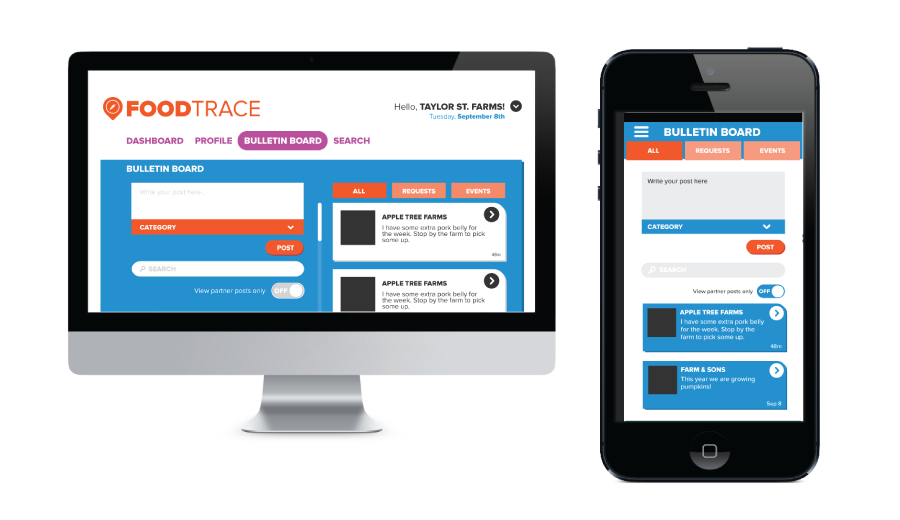 FOODTRACE
Hello, TAYLOR ST. FARMS!
Tuesday, September 8th
DASHBOARD PROFILE BULLETIN BOARD SEARCH
BULLETIN BOARD
Write your post here...
CATEGORY
POST
SEARCH
View partner posts only OFF
ALL REQUESTS EVENTS
APPLE TREE FARMS
I have some extra pork belly for
the week. Stop by the farm to pick
some up.
48m
APPLE TREE FARMS
I have some extra pork belly for
the week. Stop by the farm to pick
some up.
BULLETIN BOARD
ALL REQUESTS EVENTS
Write your post here
CATEGORY
POST
SEARCH
View partner posts only OFF
APPLE TREE FARMS
I have some extra pork belly
for the week. Stop by the
farm to pick some up.
48m
FARM & SONS
This year we are growing
pumpkins!
Sep 8